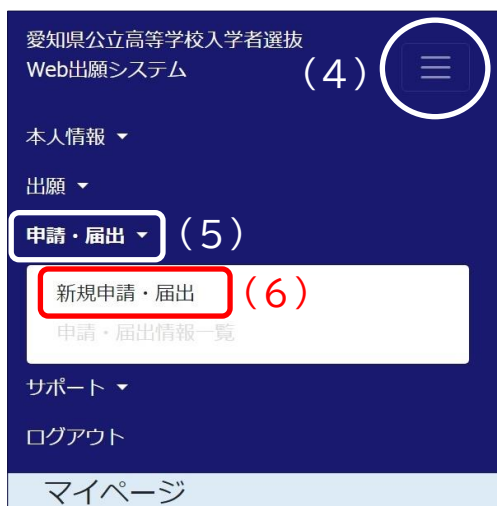 愛知県公立高等学校入学者選抜
Web出願システム (4)
本人情報
出願
申請・届出 (5)
新規申請・届出 (6)
申請・届出情報一覧
サポート
ログアウト
マイページ